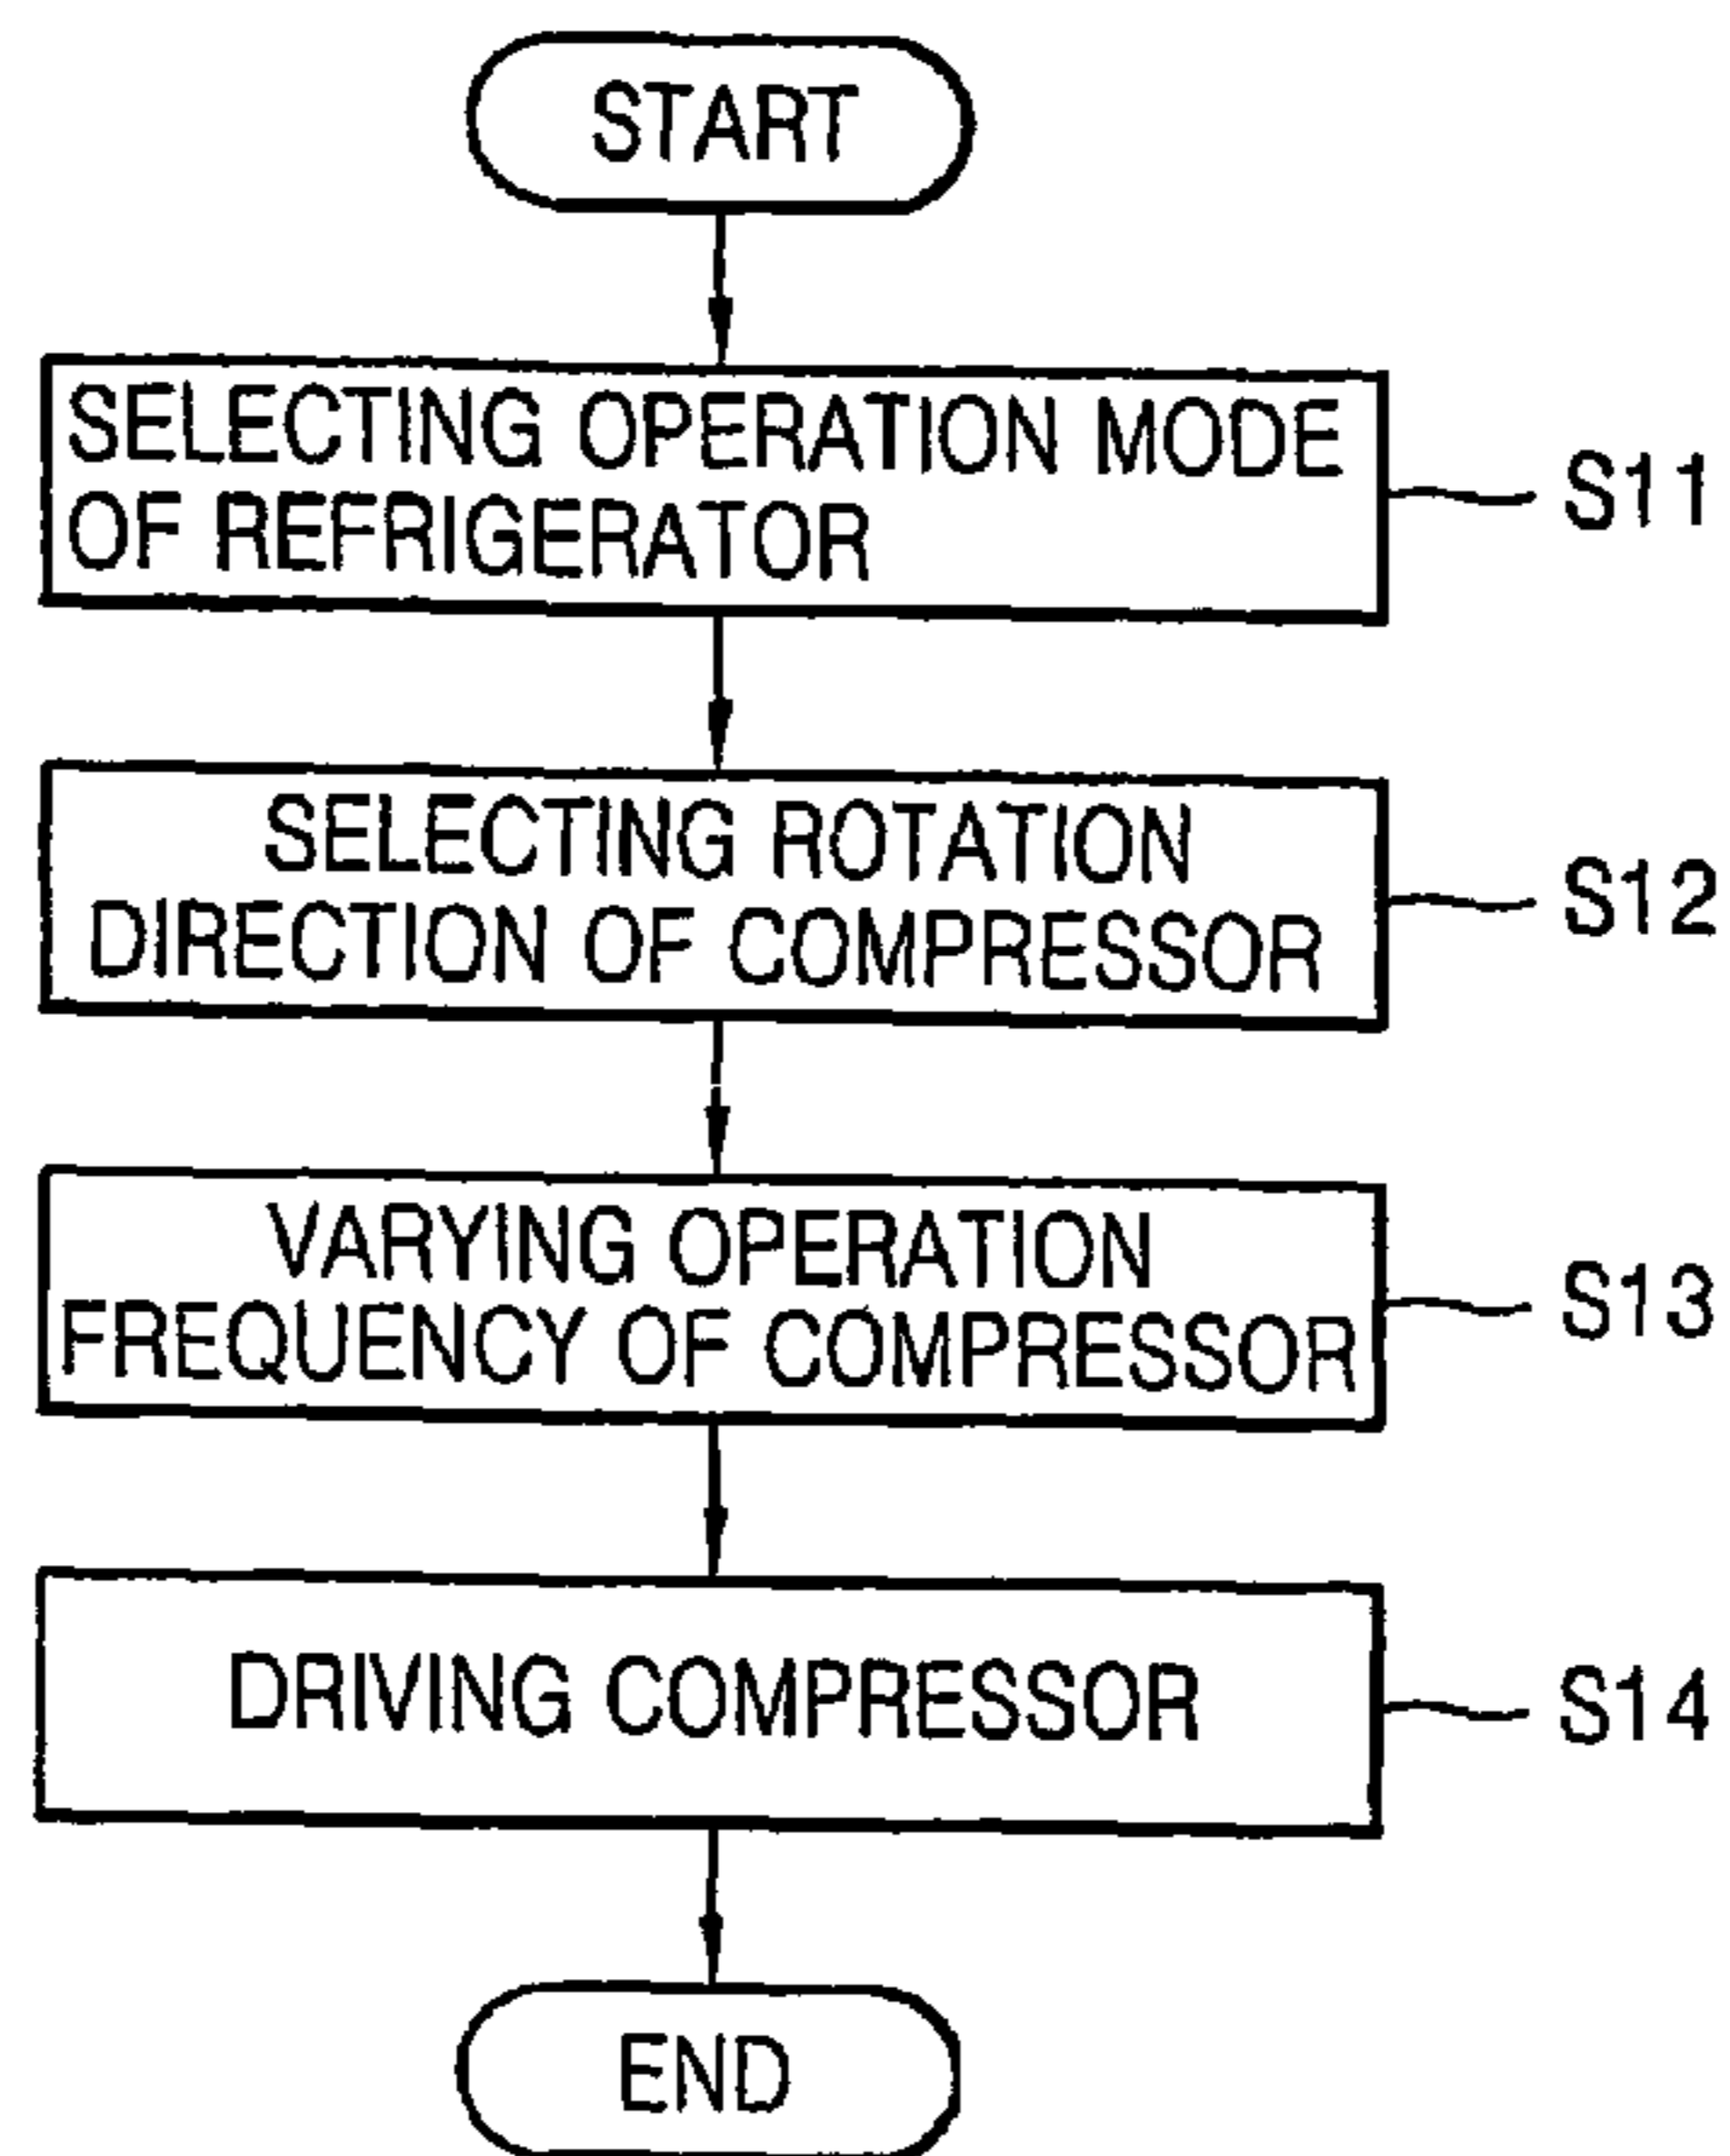 START
SELECTING OPERATION MODE
OF REFRIGERATOR
S11
SELECTING ROTATION
DIRECTION OF COMPRESSOR
S12
VARYING OPERATION
FREQUENCY OF COMPRESSOR
S13
DRIVING COMPRESSOR
S14
END